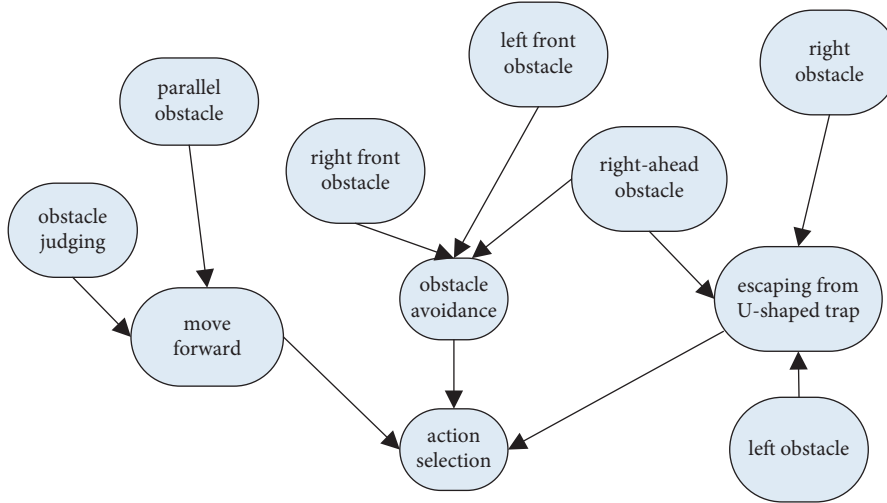 left front
obstacle
right
obstacle
parallel
obstacle
right front
obstacle
right-ahead
obstacle
obstacle
judging
move
forward
obstacle
avoidance
escaping from
U-shaped trap
action
selection
left obstacle